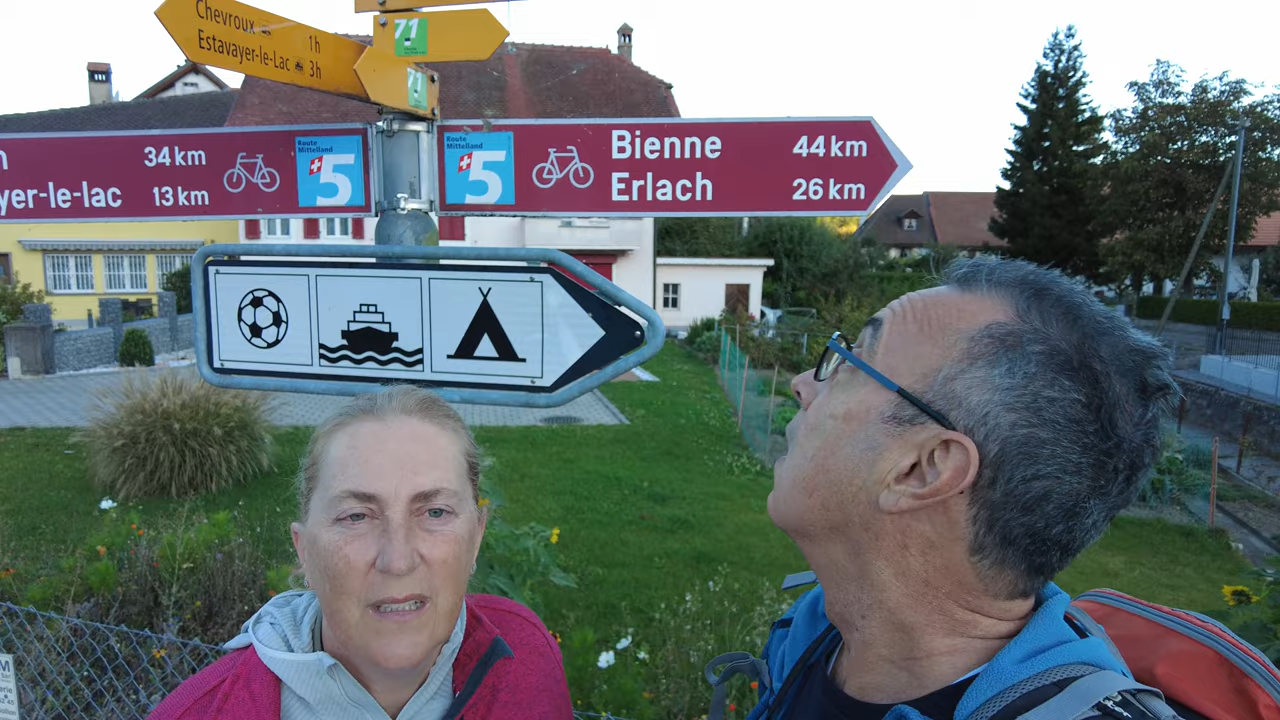 Chevroux 1h
Estavayer-le-Lac 3h
71
71
34 km
yer-le-lac 13 km
Route
Mittelland
5
Route
Mittelland
5
Bienne 44 km
Erlach 26 km
M